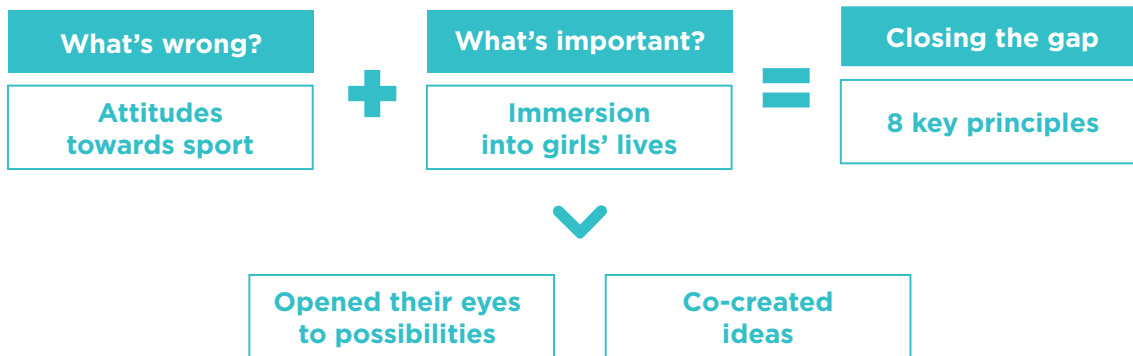 What's wrong?
Attitudes
towards sport
What's important?
Immersion
into girls' lives
Closing the gap
8 key principles
Opened their eyes
to possibilities
Co-created
ideas